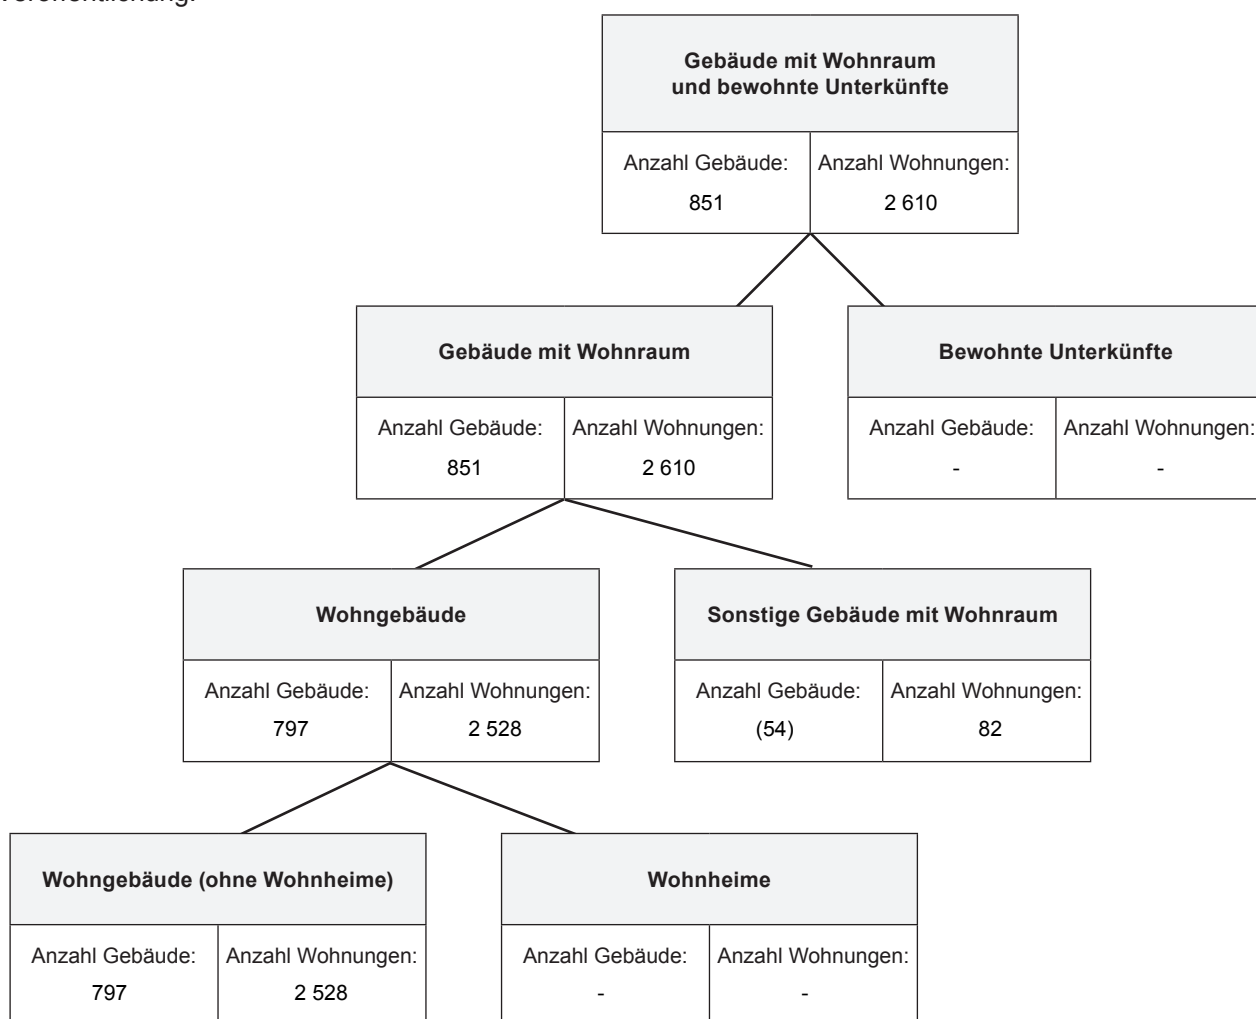 Veröffentlichung.
Gebäude mit Wohnraum
und bewohnte Unterkünfte
Anzahl Gebäude: Anzahl Wohnungen:
851 2 610
Gebäude mit Wohnraum Bewohnte Unterkünfte
Anzahl Gebäude: Anzahl Wohnungen: Anzahl Gebäude: Anzahl Wohnungen:
851 2 610 - -
Wohngebäude Sonstige Gebäude mit Wohnraum
Anzahl Gebäude: Anzahl Wohnungen: Anzahl Gebäude: Anzahl Wohnungen:
797 2 528 (54) 82
Wohngebäude (ohne Wohnheime) Wohnheime
Anzahl Gebäude: Anzahl Wohnungen: Anzahl Gebäude: Anzahl Wohnungen:
797 2 528 - -